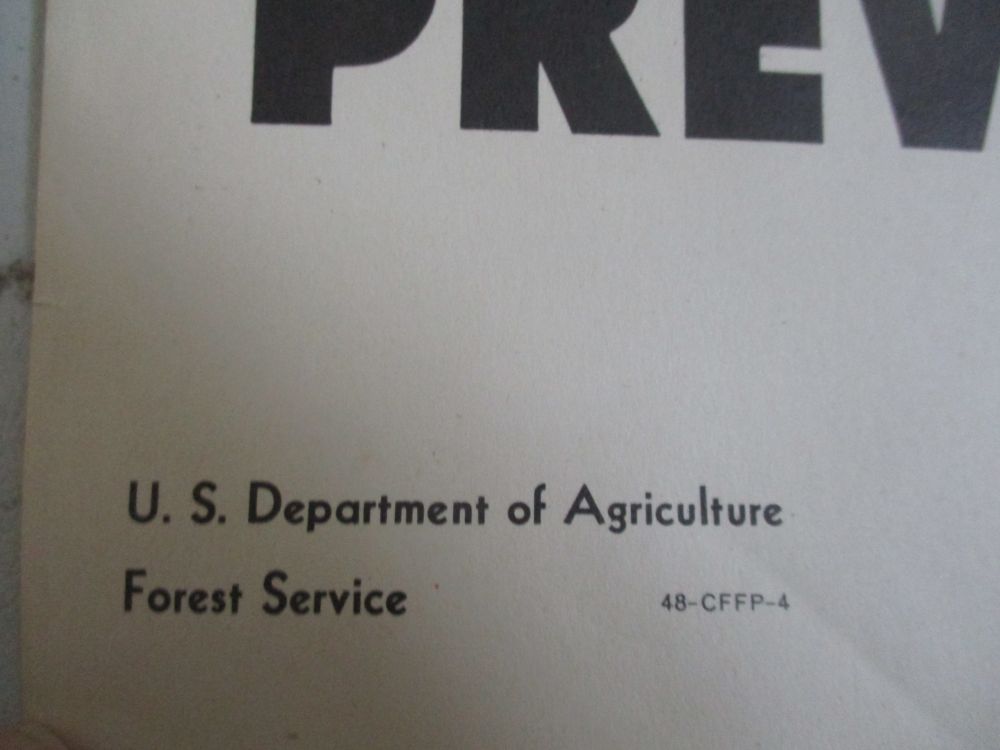 PREV
U. S. Department of Agriculture
Forest Service 48-CFFP-4